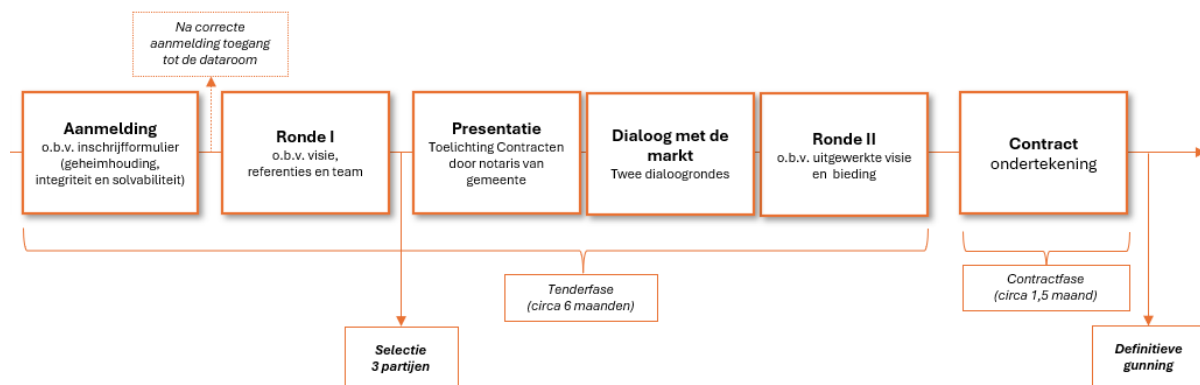 Na correcte
aanmelding toegang
tot de dataroom
Aanmelding
o.b.v. inschrijfformulier
(geheimhouding,
integriteit en solvabiliteit)
Ronde I
o.b.v. visie,
referenties en team
Presentatie
Toelichting Contracten
door notaris van
gemeente
Dialoog met de
markt
Twee dialoogrondes
Ronde II
o.b.v. uitgewerkte visie
en bieding
Contract
ondertekening
Tenderfase
(circa 6 maanden)
Contractfase
(circa 1,5 maand)
Selectie
3 partijen
Definitieve
gunning